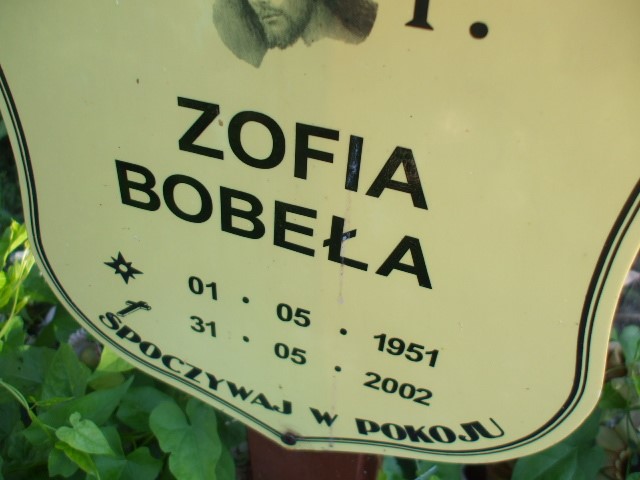 ZOFIA
BOBEŁA
01 . 05 . 1951
31 . 05 . 2002
SPOCZYWAJ W POKOJU